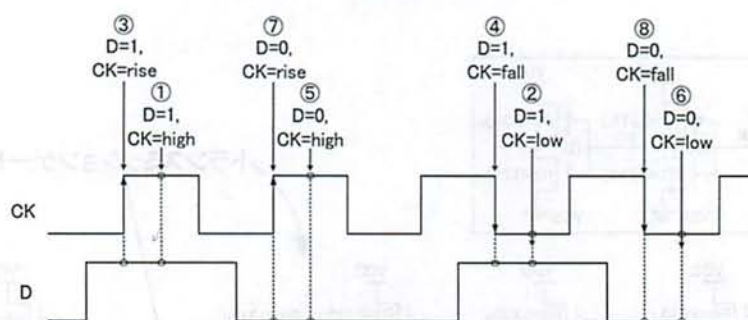 ③
D=1,
CK=rise
①
D=1,
CK=high
⑦
D=0,
CK=rise
⑤
D=0,
CK=high
④
D=1,
CK=fall
②
D=1,
CK=low
⑧
D=0,
CK=fall
⑥
D=0,
CK=low
CK
D